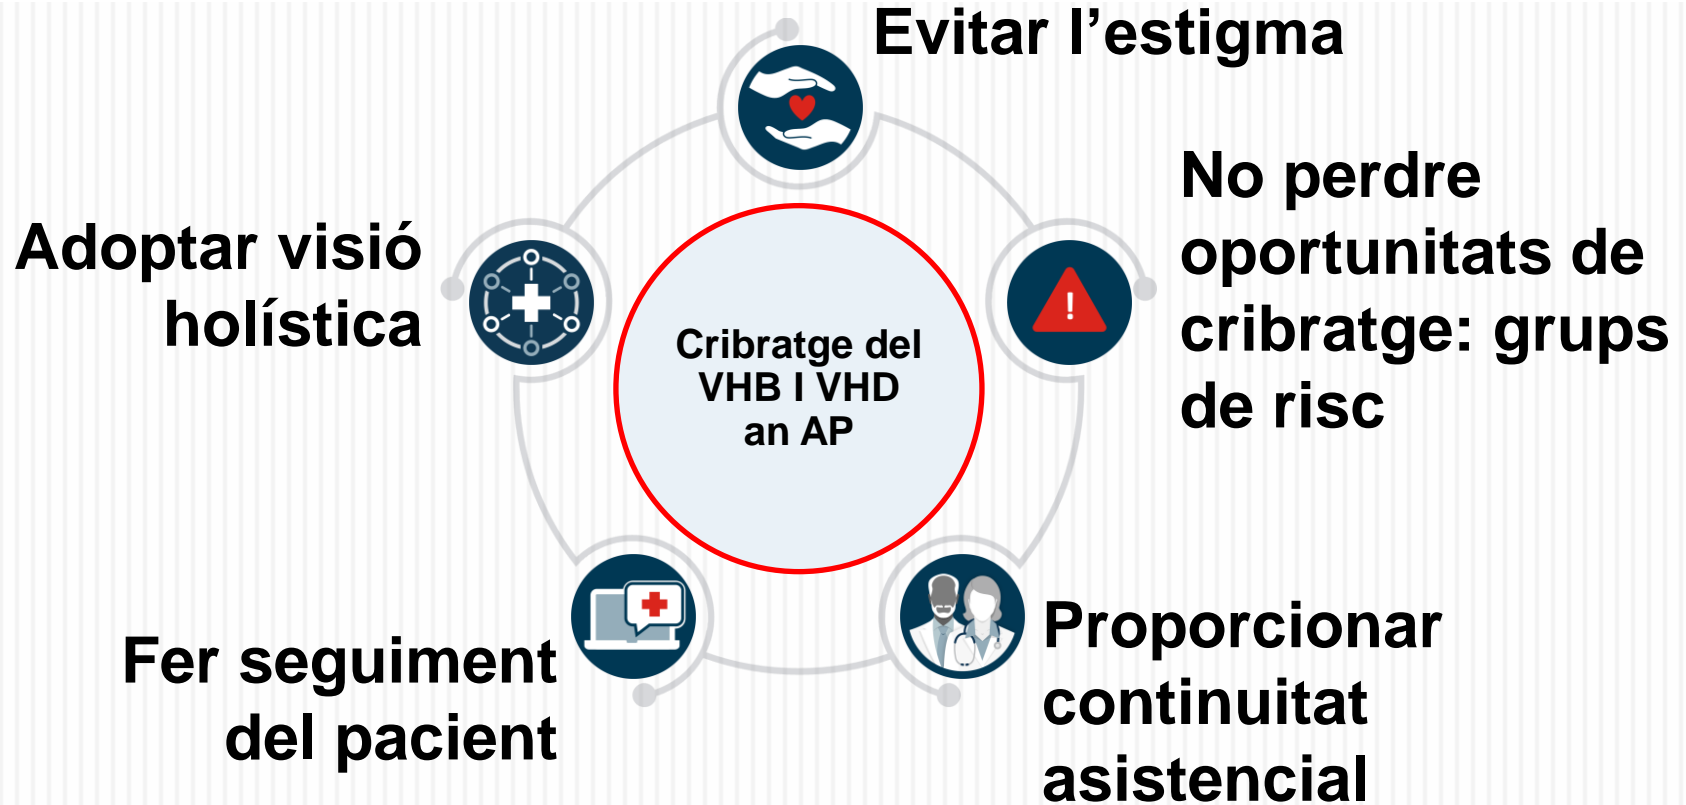 Evitar l’estigma
No perdre
oportunitats de
cribratge: grups
de risc
Adoptar visió
holística
Cribratge del
VHB I VHD
an AP
Proporcionar
continuitat
asistencial
Fer seguiment
del pacient